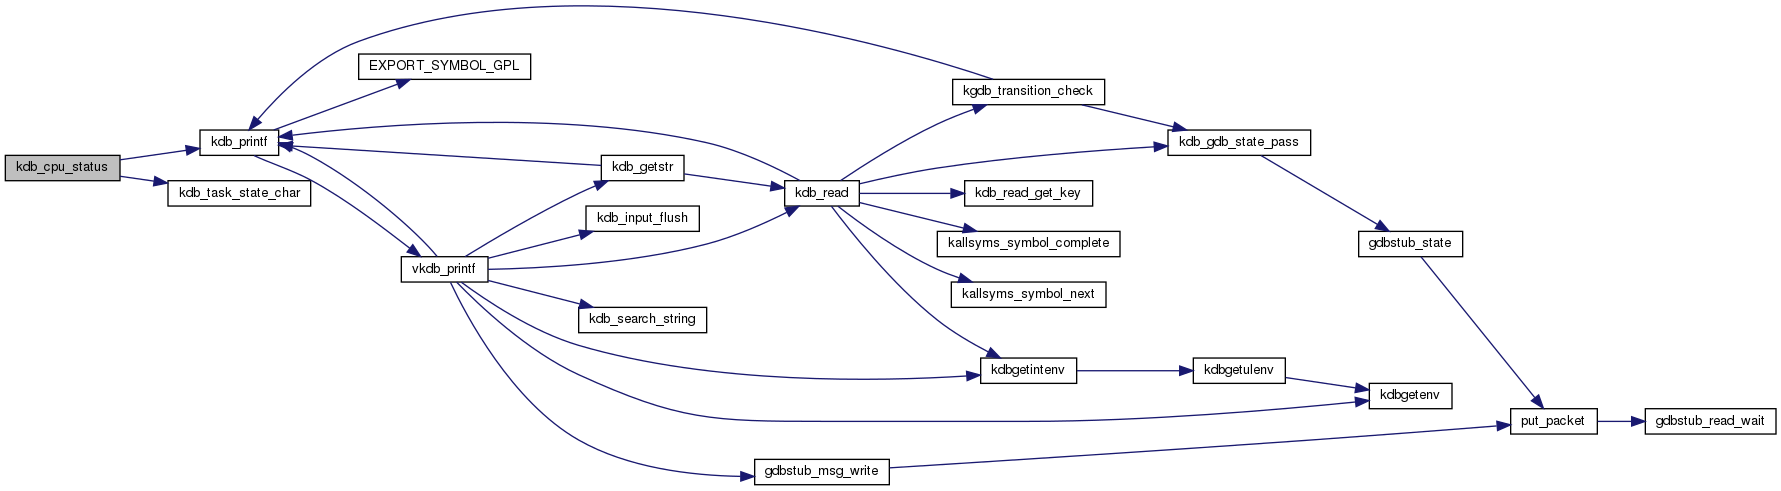 EXPORT_SYMBOL_GPL
kgdb_transition_check
kdb_printf
kdb_gdb_state_pass
kdb_cpu_status
kdb_getstr
kdb_task_state_char
kdb_read
kdb_read_get_key
kdb_input_flush
kallsyms_symbol_complete
gdbstub_state
vkdb_printf
kallsyms_symbol_next
kdb_search_string
kdbgetintenv
kdbgetulenv
kdbgetenv
put_packet
gdbstub_read_wait
gdbstub_msg_write